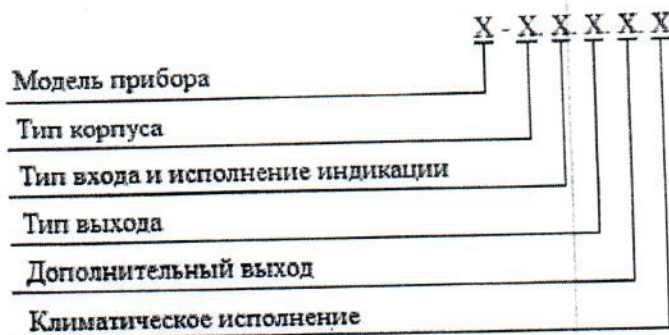 X - X X X X X
Модель прибора
Тип корпуса
Тип входа и исполнение индикации
Тип выхода
Дополнительный выход
Климатическое исполнение